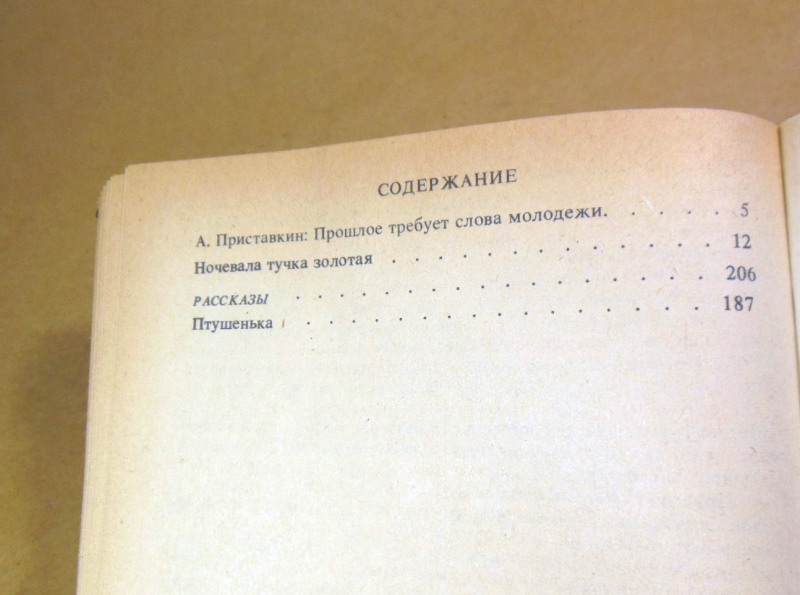 СОДЕРЖАНИЕ
А. Приставкин: Прошлое требует слова молодежи. . . . . 5
Ночевала тучка золотая . . . . . . . . . . . 12
РАССКАЗЫ . . . . . . . . . . . . . 206
Птушенька . . . . . . . . . . . . . 187